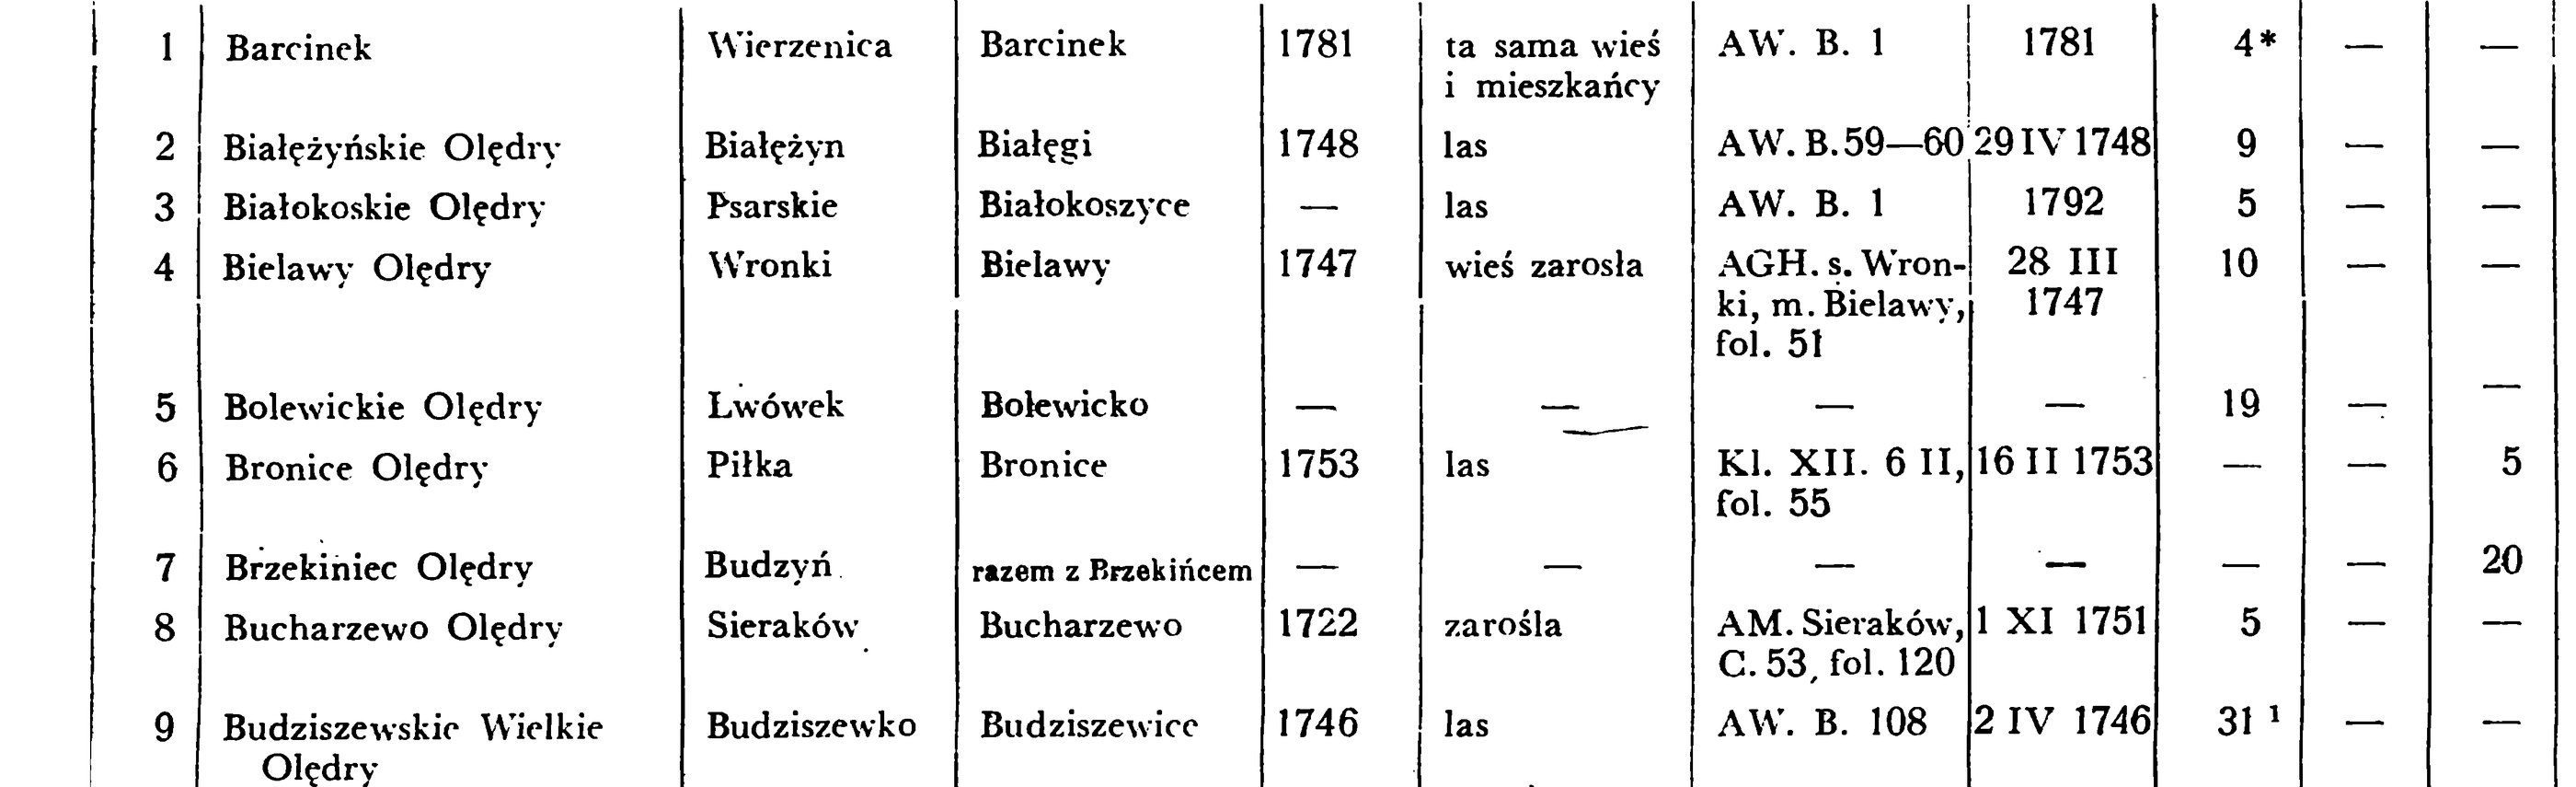 1 Barcinek Wierzenica Barcinek 1781 ta sama wieś AW. B. 1 1781 4* — —
i mieszkańcy
2 Białężyńskie Olędry Białężyn Białęgi 1748 las AW. B. 59—60 29 IV 1748 9 — —
3 Białokoskie Olędry Psarskie Białokoszyce — las AW. B. 1 1792 5 — —
4 Bielawy Olędry Wronki Bielawy 1747 wieś zarosła AGH. s. Wron- 28 III 10 — —
ki, m. Bielawy, 1747
fol. 51
5 Bolewickie Olędry Lwówek Bolewicko — — — — 19 — —
6 Bronice Olędry Piłka Bronice 1753 las Kl. XII. 6 II, 16 II 1753 — — 5
fol. 55
7 Brzekiniec Olędry Budzyń razem z Brzekińcem — — — — — — 20
8 Bucharzewo Olędry Sieraków Bucharzewo 1722 zarośla AM. Sieraków, 1 XI 1751 5 — —
C. 53, fol. 120
9 Budziszewskie Wielkie Budziszewko Budziszewice 1746 las AW. B. 108 2 IV 1746 31 ¹ — —
Olędry